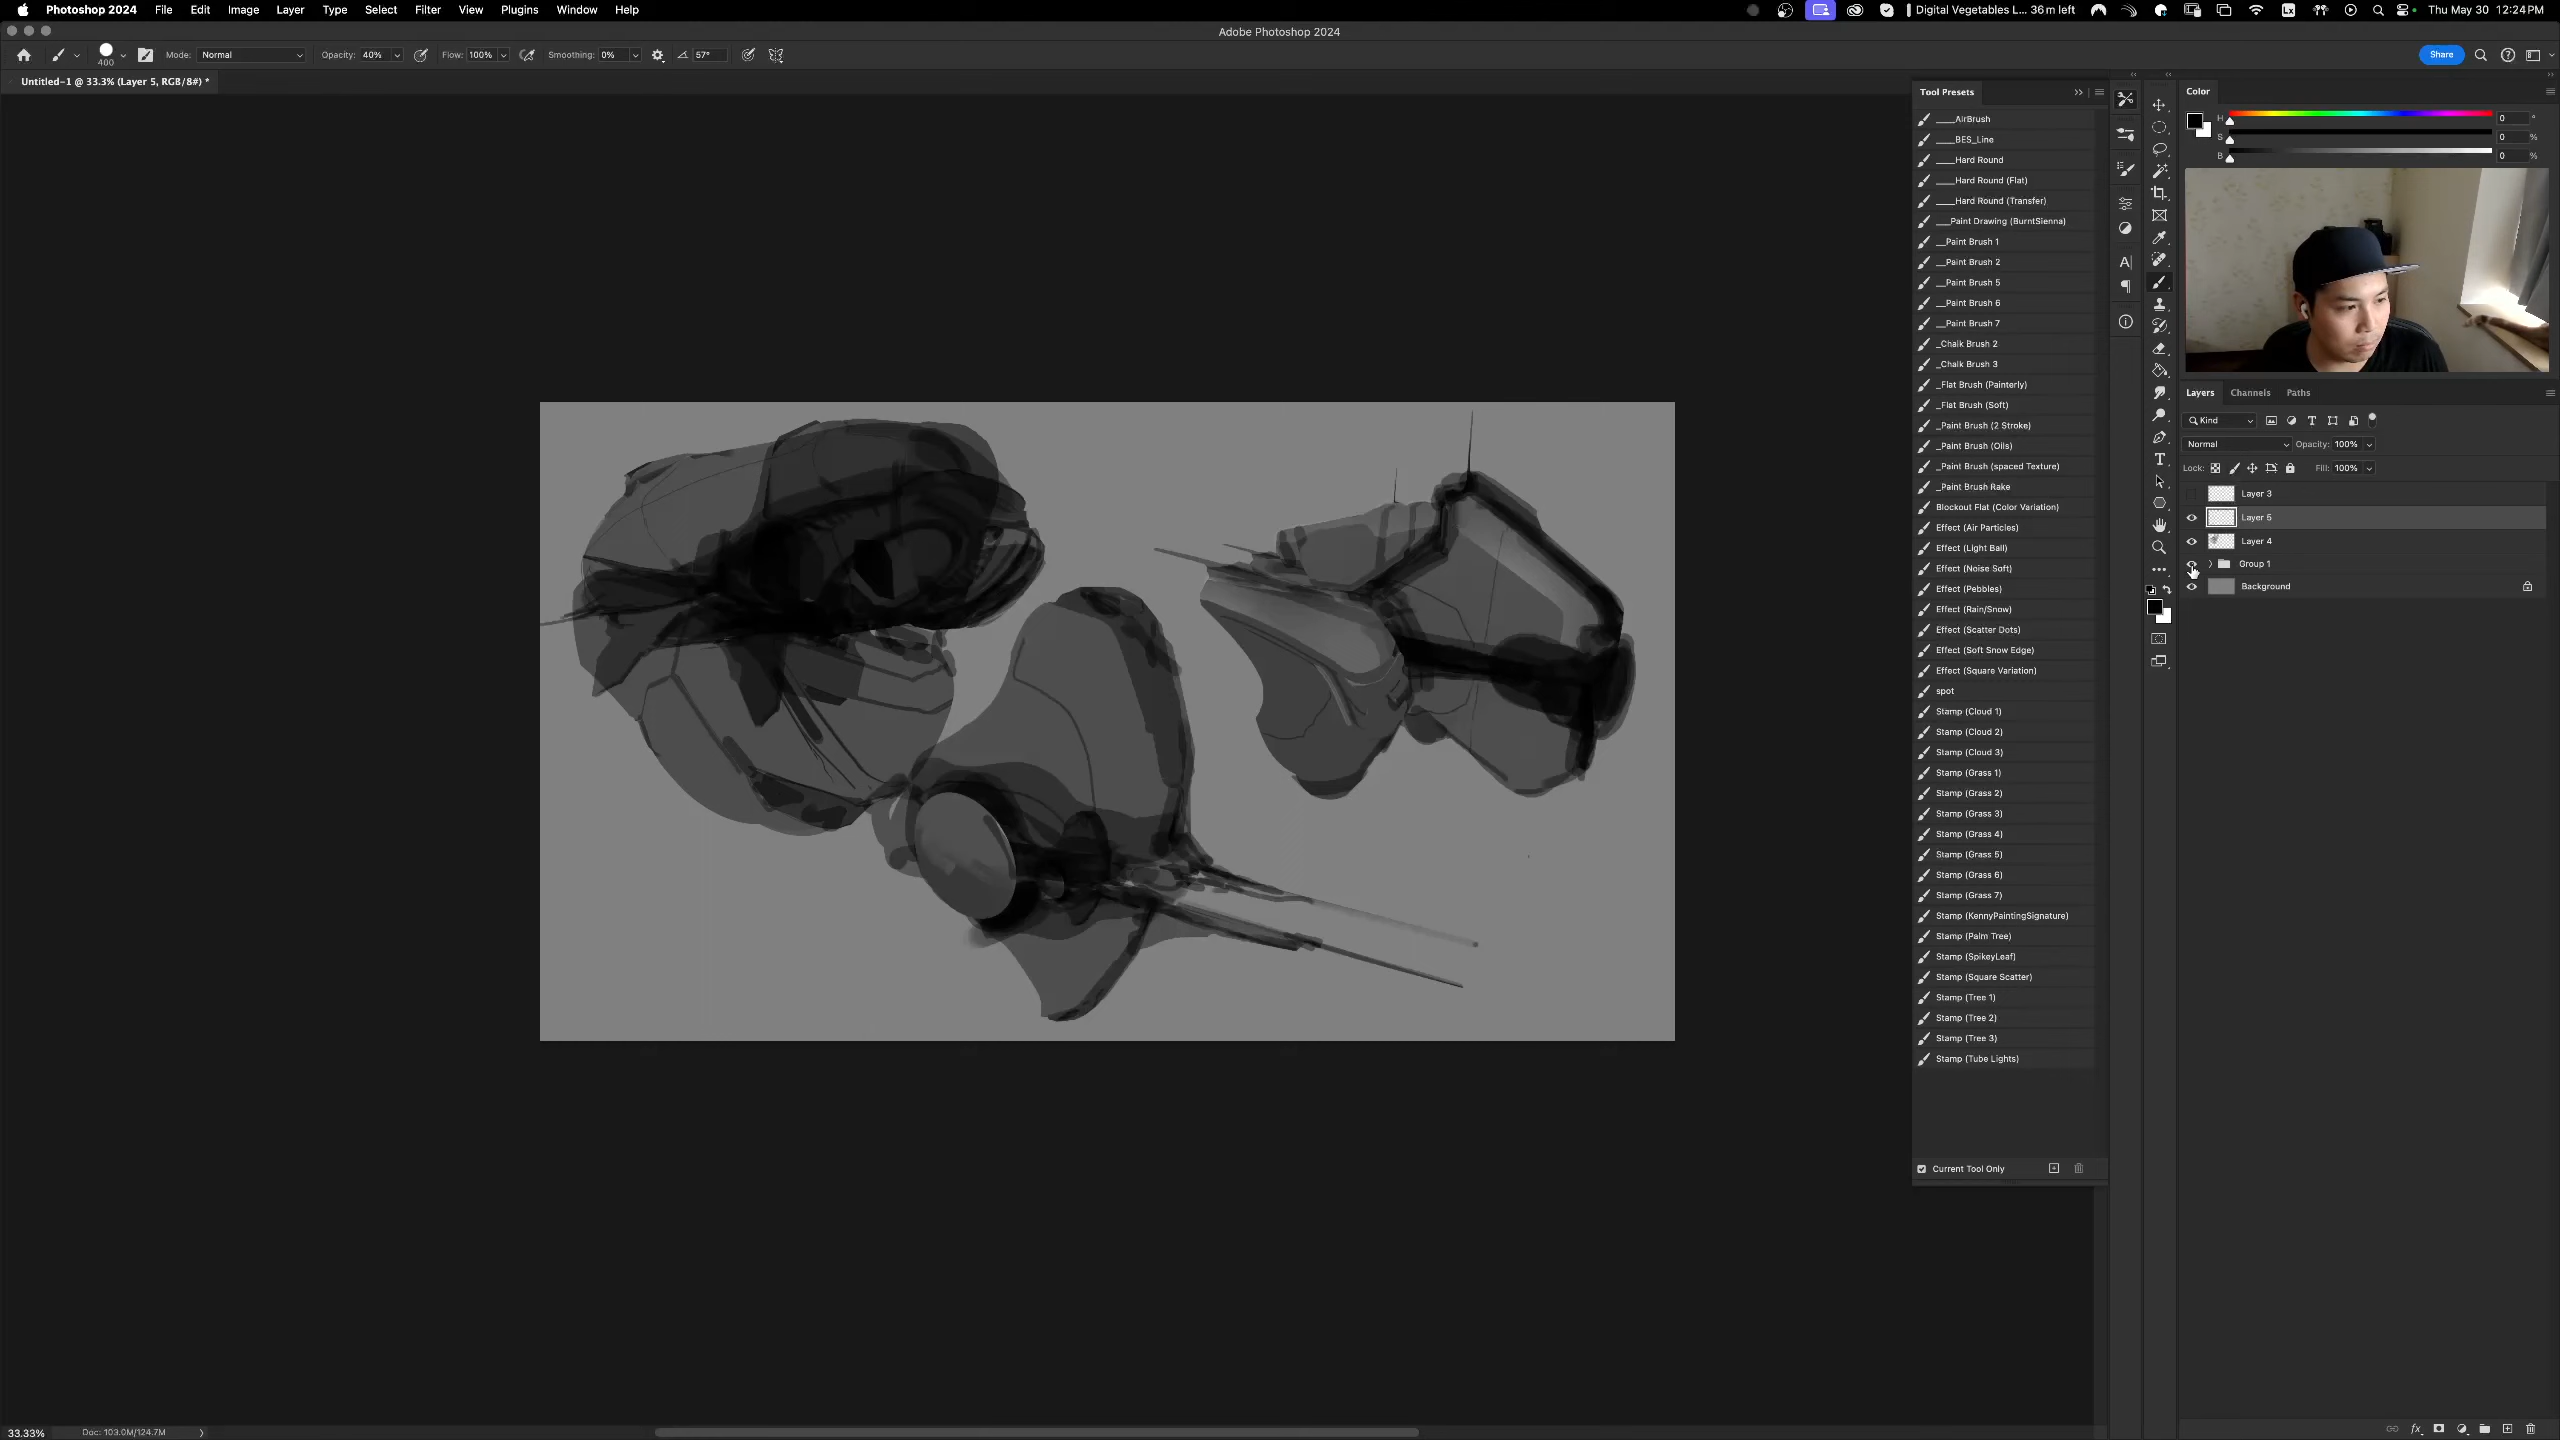 Photoshop 2024 File Edit Image Layer Type Select Filter View Plugins Window Help Digital Vegetables L... 36 m left Thu May 30 12:24 PM
Adobe Photoshop 2024
400 Mode: Normal Opacity: 40% Flow: 100% Smoothing: 0% 57° Share
Untitled-1 @ 33.3% (Layer 5, RGB/8#) *
Tool Presets
____AirBrush
____BES_Line
____Hard Round
____Hard Round (Flat)
____Hard Round (Transfer)
___Paint Drawing (BurntSienna)
__Paint Brush 1
__Paint Brush 2
__Paint Brush 5
__Paint Brush 6
__Paint Brush 7
_Chalk Brush 2
_Chalk Brush 3
_Flat Brush (Painterly)
_Flat Brush (Soft)
_Paint Brush (2 Stroke)
_Paint Brush (Oils)
_Paint Brush (spaced Texture)
_Paint Brush Rake
Blockout Flat (Color Variation)
Effect (Air Particles)
Effect (Light Ball)
Effect (Noise Soft)
Effect (Pebbles)
Effect (Rain/Snow)
Effect (Scatter Dots)
Effect (Soft Snow Edge)
Effect (Square Variation)
spot
Stamp (Cloud 1)
Stamp (Cloud 2)
Stamp (Cloud 3)
Stamp (Grass 1)
Stamp (Grass 2)
Stamp (Grass 3)
Stamp (Grass 4)
Stamp (Grass 5)
Stamp (Grass 6)
Stamp (Grass 7)
Stamp (KennyPaintingSignature)
Stamp (Palm Tree)
Stamp (SpikeyLeaf)
Stamp (Square Scatter)
Stamp (Tree 1)
Stamp (Tree 2)
Stamp (Tree 3)
Stamp (Tube Lights)
Current Tool Only
Color
H 0 °
S 0 %
B 0 %
Layers Channels Paths
Kind
Normal Opacity: 100%
Lock: Fill: 100%
Layer 3
Layer 5
Layer 4
Group 1
Background
33.33% Doc: 103.0M/124.7M